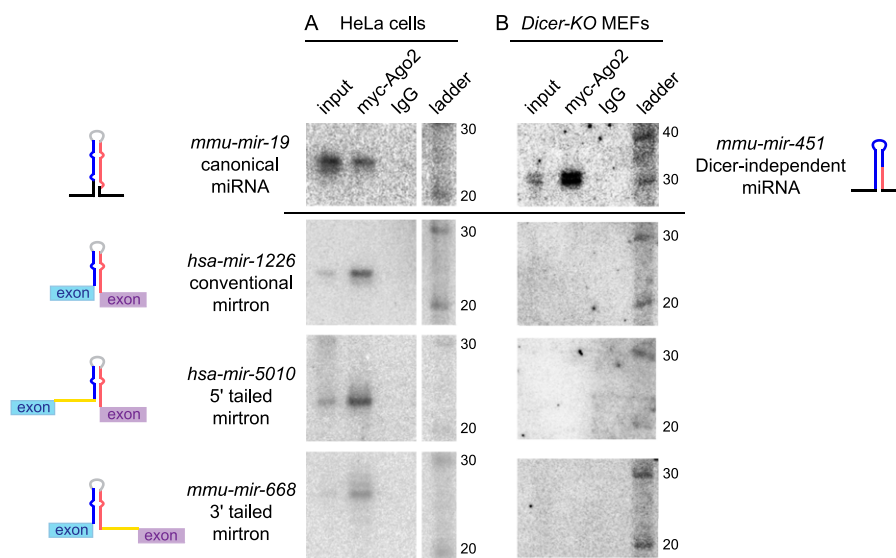 A HeLa cells
B Dicer-KO MEFs
input myc-Ago2 IgG ladder
input myc-Ago2 IgG ladder
mmu-mir-19
canonical
miRNA
30
20
40
30
mmu-mir-451
Dicer-independent
miRNA
hsa-mir-1226
conventional
mirtron
exon
exon
30
20
30
20
hsa-mir-5010
5' tailed
mirtron
exon
exon
30
20
30
20
mmu-mir-668
3' tailed
mirtron
exon
exon
30
20
30
20